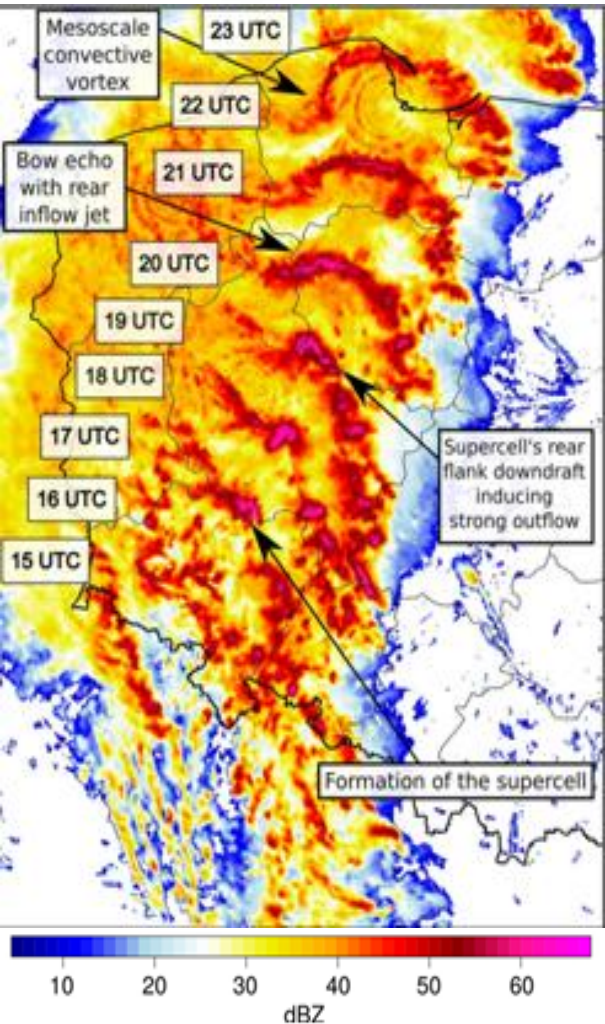 Mesoscale
convective
vortex
23 UTC
22 UTC
Bow echo
with rear
inflow jet
21 UTC
20 UTC
19 UTC
18 UTC
17 UTC
Supercell's rear
flank downdraft
inducing
strong outflow
16 UTC
15 UTC
Formation of the supercell
10 20 30 40 50 60
dBZ